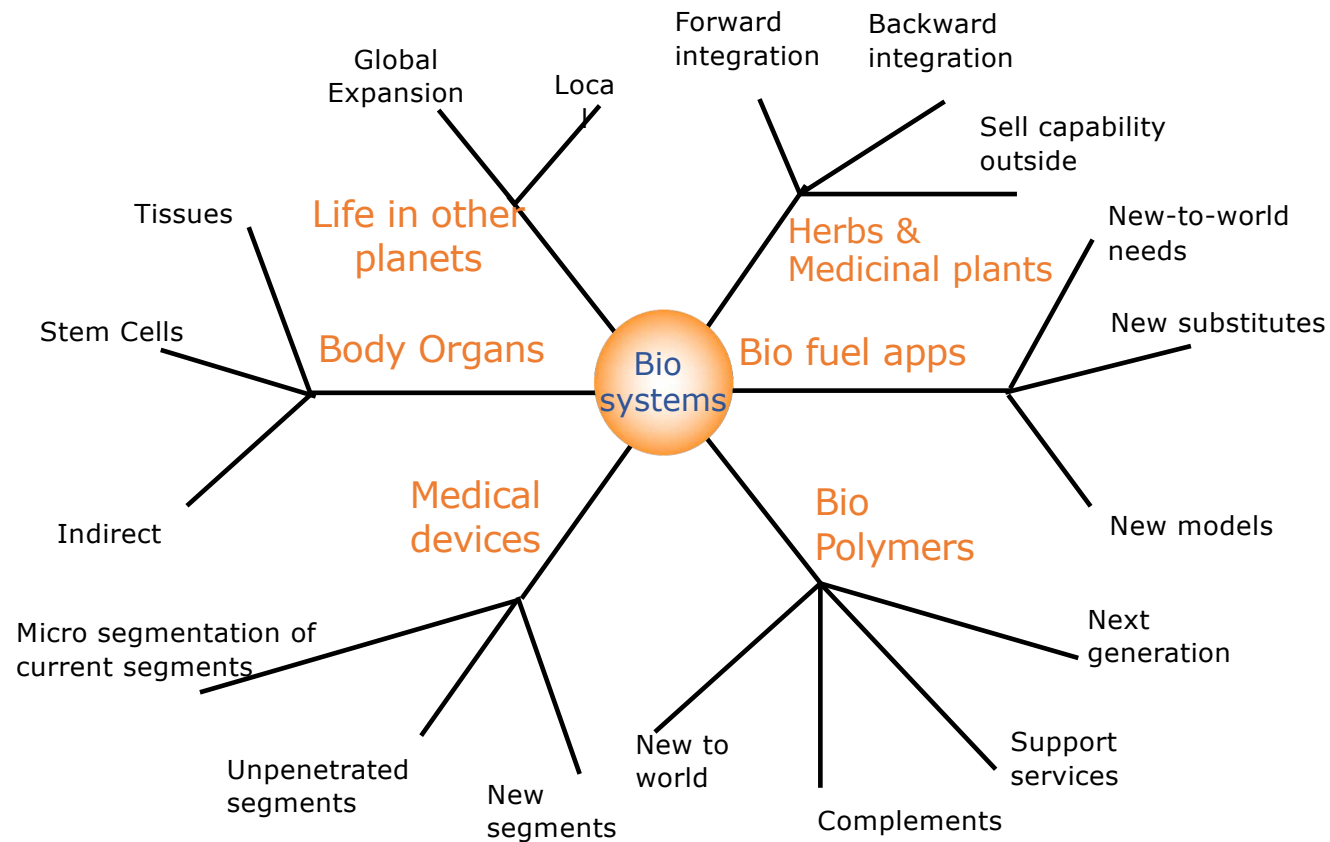 Forward
integration
Backward
integration
Global
Expansion
Loca
l
Sell capability
outside
Tissues
Life in other
planets
Herbs &
Medicinal plants
New-to-world
needs
Stem Cells
Body Organs
Bio
systems
Bio fuel apps
New substitutes
Indirect
Medical
devices
Bio
Polymers
New models
Micro segmentation of
current segments
Next
generation
Unpenetrated
segments
New
segments
New to
world
Support
services
Complements